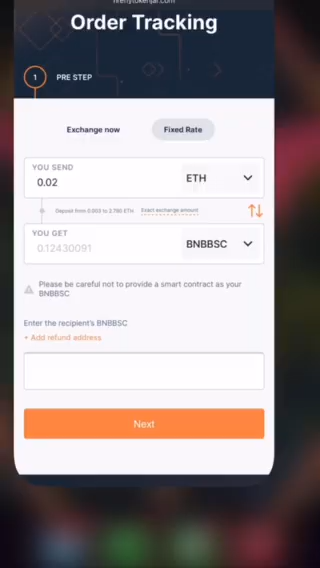 Order Tracking
1 PRE STEP
Exchange now Fixed Rate
YOU SEND
0.02 ETH
Deposit from 0.003 to 2.760 ETH Exact exchange amount
YOU GET
0.12430091 BNBBSC
Please be careful not to provide a smart contract as your
BNBBSC
Enter the recipient's BNBBSC
+ Add refund address
Next